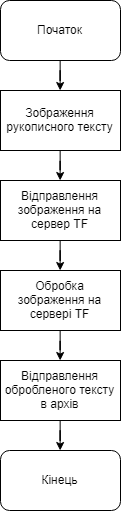 Початок
Зображення
рукописного тексту
Відправлення
зображення на
сервер TF
Обробка
зображення на
сервері TF
Відправлення
обробленого тексту
в архів
Кінець